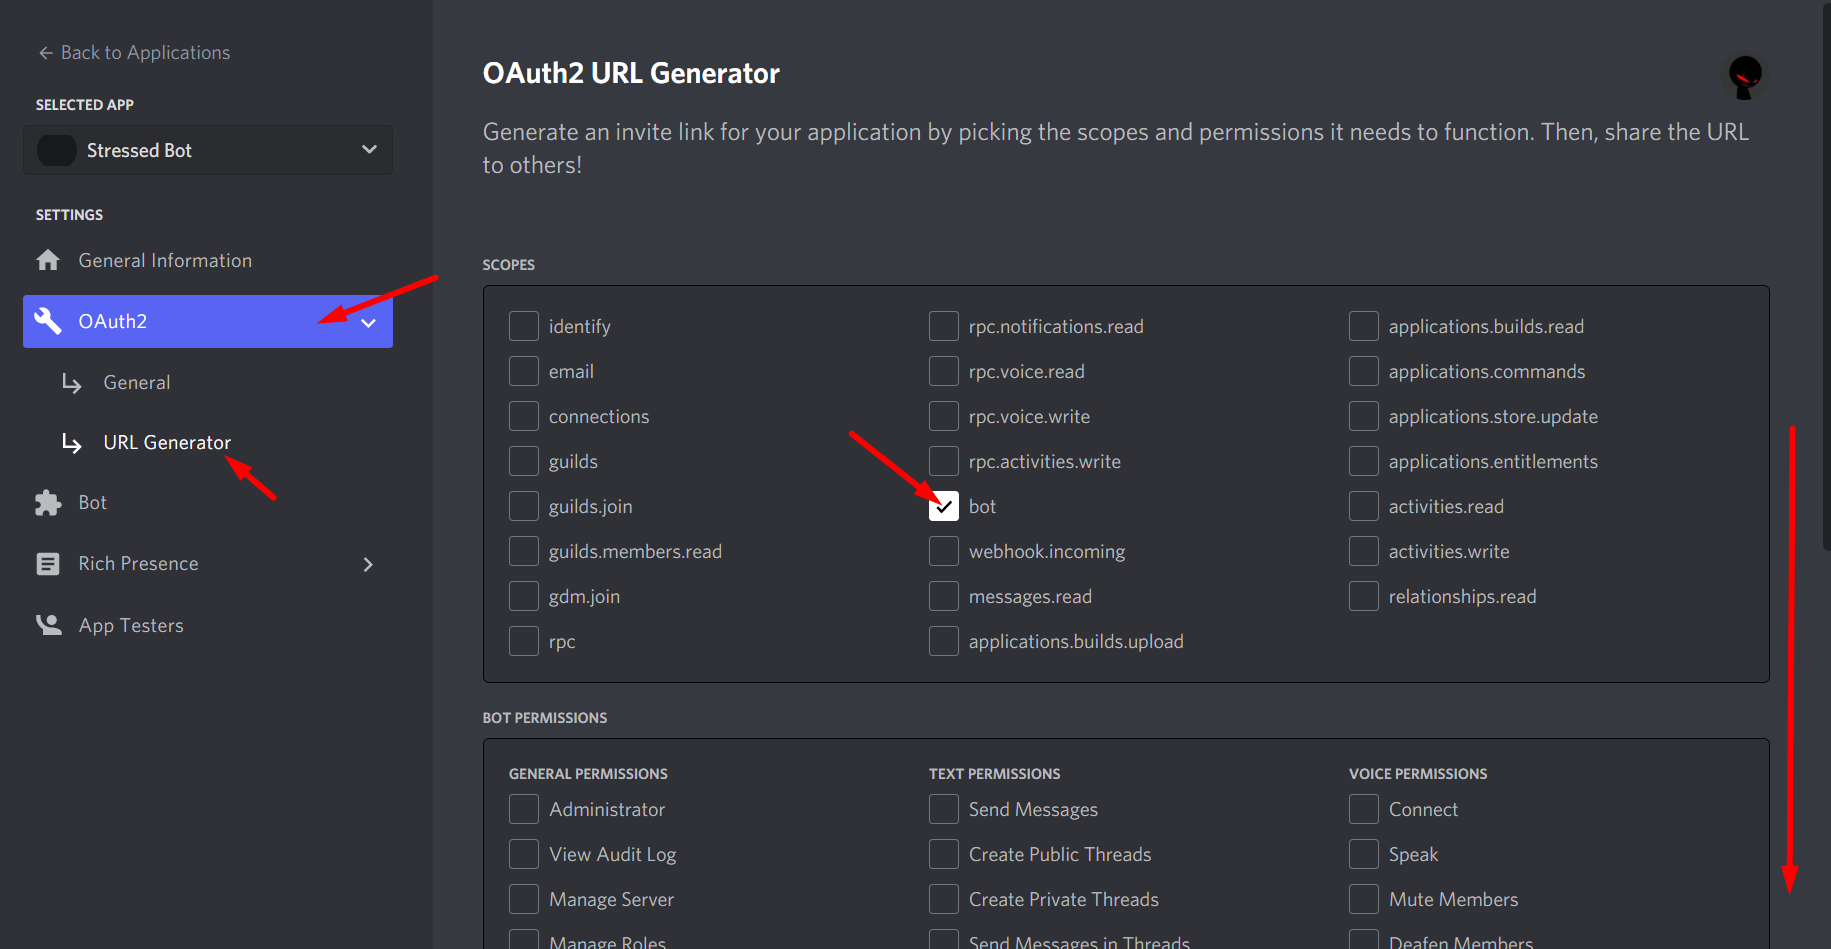 Back to Applications
SELECTED APP
Stressed Bot
SETTINGS
General Information
OAuth2
General
URL Generator
Bot
Rich Presence
App Testers
OAuth2 URL Generator
Generate an invite link for your application by picking the scopes and permissions it needs to function. Then, share the URL
to others!
SCOPES
identify
email
connections
guilds
guilds.join
guilds.members.read
gdm.join
rpc
rpc.notifications.read
rpc.voice.read
rpc.voice.write
rpc.activities.write
bot
webhook.incoming
messages.read
applications.builds.upload
applications.builds.read
applications.commands
applications.store.update
applications.entitlements
activities.read
activities.write
relationships.read
BOT PERMISSIONS
GENERAL PERMISSIONS
Administrator
View Audit Log
Manage Server
Manage Roles
TEXT PERMISSIONS
Send Messages
Create Public Threads
Create Private Threads
Send Messages in Threads
VOICE PERMISSIONS
Connect
Speak
Mute Members
Deafen Members